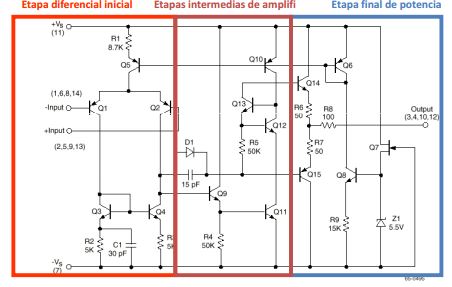 Etapa diferencial inicial
Etapas intermedias de amplifi
Etapa final de potencia
+VS
(11)
R1
8.7K
Q5
Q10
Q6
Q14
(1,6,8,14)
-Input
Q1
Q2
+Input
(2,5,9,13)
Q13
Q12
R6
50
R8
100
Output
(3,4,10,12)
D1
R5
50K
R7
50
Q7
15 pF
Q15
Q8
Q9
Q3
Q4
Q11
R2
5K
C1
30 pF
5K
R4
50K
R9
15K
Z1
5.5V
-VS
(7)
65-0495